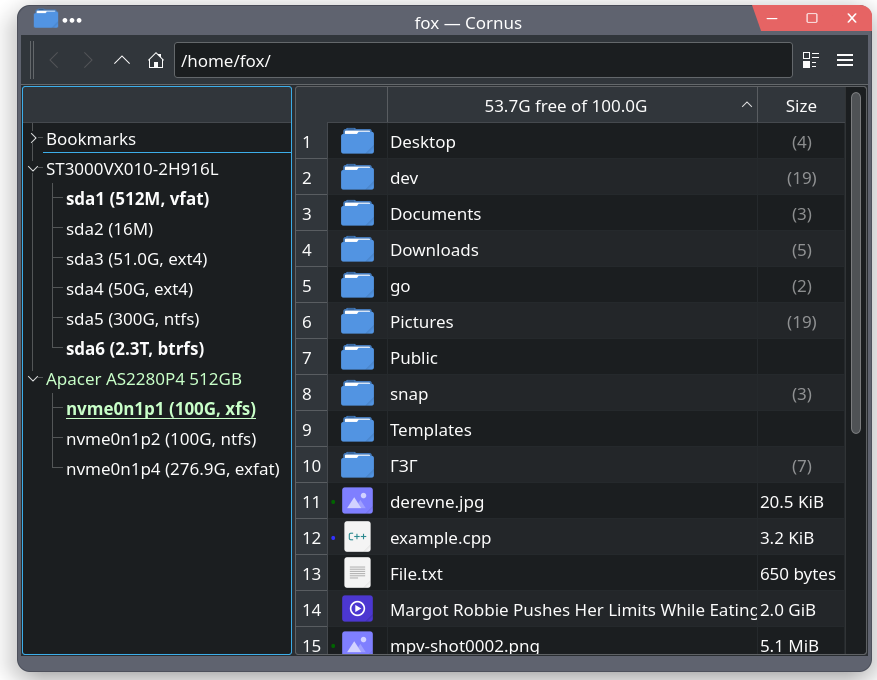 fox — Cornus
/home/fox/
53.7G free of 100.0G Size
Bookmarks
ST3000VX010-2H916L
sda1 (512M, vfat)
sda2 (16M)
sda3 (51.0G, ext4)
sda4 (50G, ext4)
sda5 (300G, ntfs)
sda6 (2.3T, btrfs)
Apacer AS2280P4 512GB
nvme0n1p1 (100G, xfs)
nvme0n1p2 (100G, ntfs)
nvme0n1p4 (276.9G, exfat)
1 Desktop (4)
2 dev (19)
3 Documents (3)
4 Downloads (5)
5 go (2)
6 Pictures (19)
7 Public
8 snap (3)
9 Templates
10 ГЗГ (7)
11 derevne.jpg 20.5 KiB
12 C++ example.cpp 3.2 KiB
13 File.txt 650 bytes
14 Margot Robbie Pushes Her Limits While Eating 2.0 GiB
15 mpv-shot0002.png 5.1 MiB